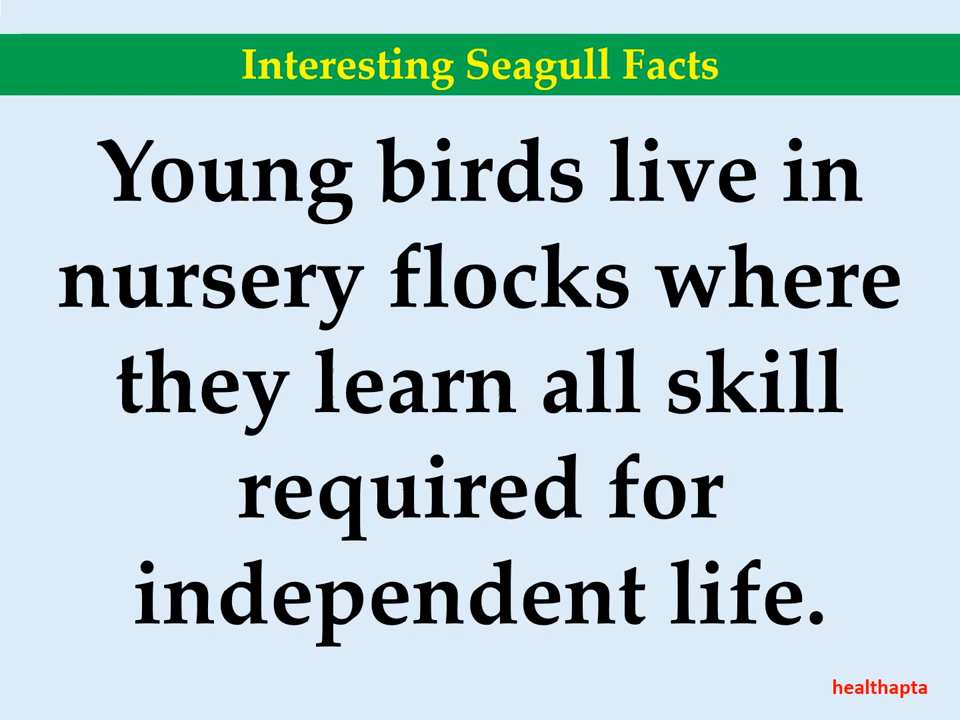 Interesting Seagull Facts
Young birds live in
nursery flocks where
they learn all skill
required for
independent life.
healthapta